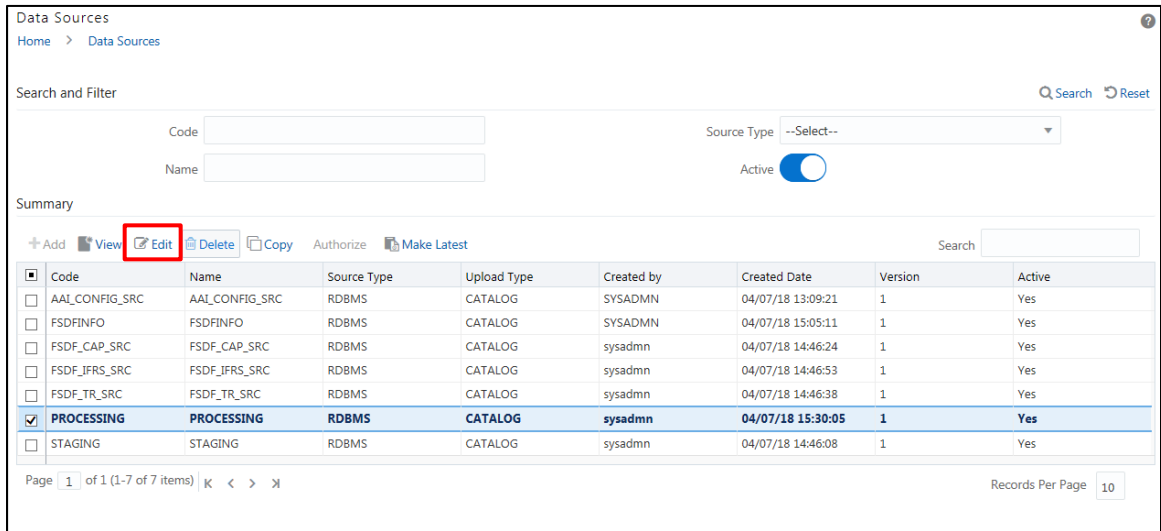 Data Sources
Home > Data Sources
Search and Filter Search Reset
Code Source Type --Select--
Name Active
Summary
Add View Edit Delete Copy Authorize Make Latest Search
Code Name Source Type Upload Type Created by Created Date Version Active
AAI_CONFIG_SRC AAI_CONFIG_SRC RDBMS CATALOG SYSADMN 04/07/18 13:09:21 1 Yes
FSDFINFO FSDFINFO RDBMS CATALOG SYSADMN 04/07/18 15:05:11 1 Yes
FSDF_CAP_SRC FSDF_CAP_SRC RDBMS CATALOG sysadmn 04/07/18 14:46:24 1 Yes
FSDF_IFRS_SRC FSDF_IFRS_SRC RDBMS CATALOG sysadmn 04/07/18 14:46:53 1 Yes
FSDF_TR_SRC FSDF_TR_SRC RDBMS CATALOG sysadmn 04/07/18 14:46:38 1 Yes
PROCESSING PROCESSING RDBMS CATALOG sysadmn 04/07/18 15:30:05 1 Yes
STAGING STAGING RDBMS CATALOG sysadmn 04/07/18 14:46:08 1 Yes
Page 1 of 1 (1-7 of 7 items) Records Per Page 10